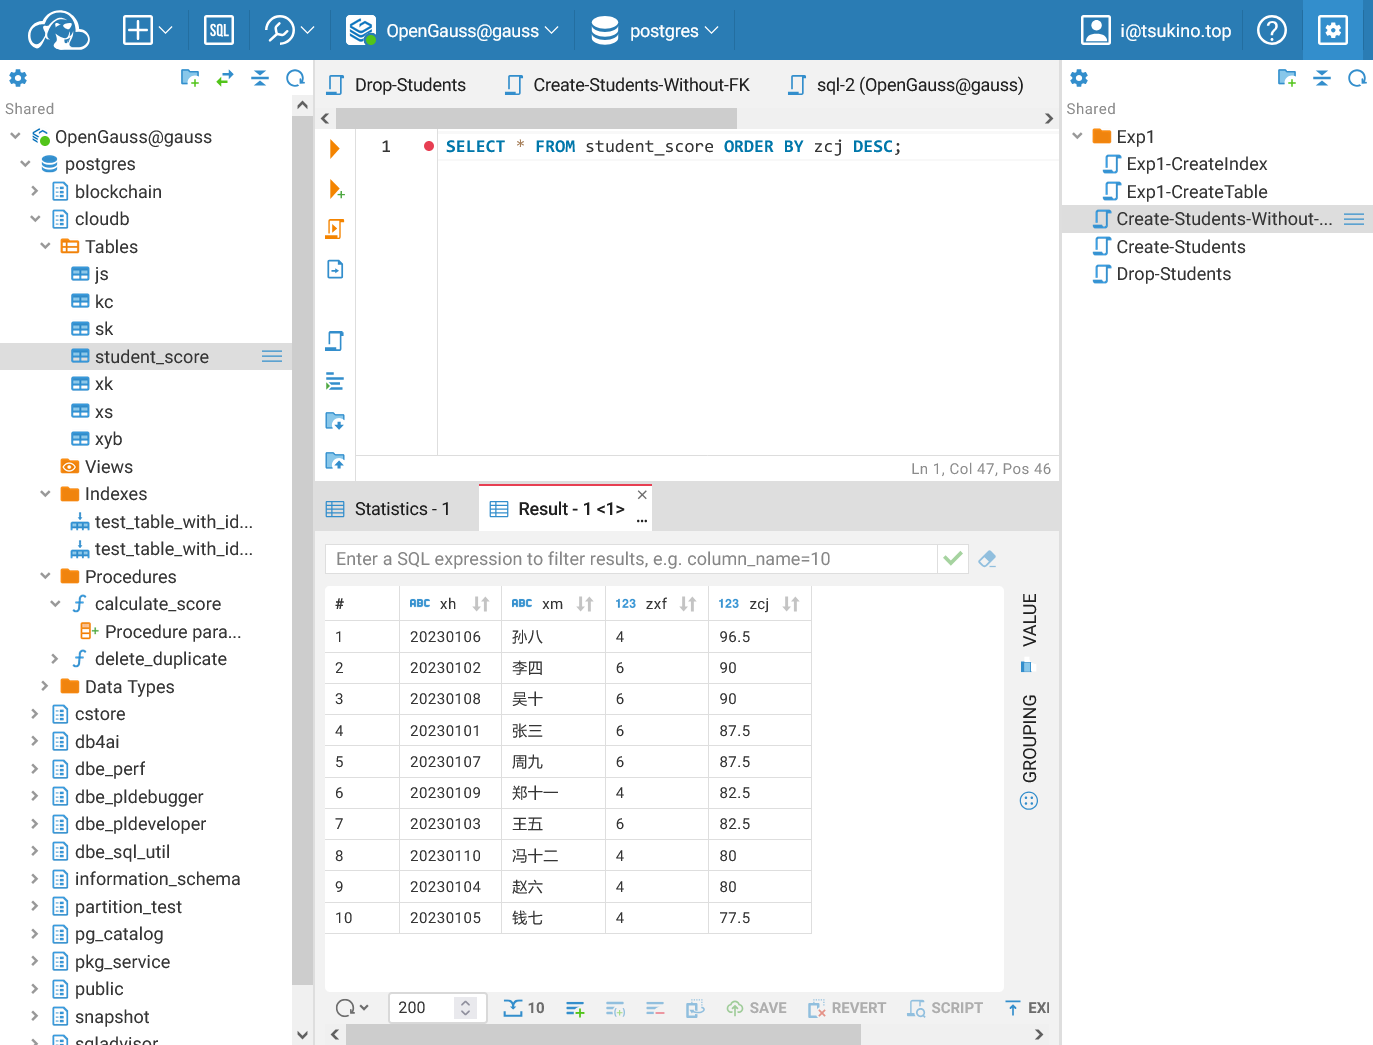 SQL
OpenGauss@gauss
postgres
i@tsukino.top
Shared
OpenGauss@gauss
postgres
blockchain
cloudb
Tables
js
kc
sk
student_score
xk
xs
xyb
Views
Indexes
test_table_with_id...
test_table_with_id...
Procedures
calculate_score
Procedure para...
delete_duplicate
Data Types
cstore
db4ai
dbe_perf
dbe_pldebugger
dbe_pldeveloper
dbe_sql_util
information_schema
partition_test
pg_catalog
pkg_service
public
snapshot
sqladvisor
Drop-Students
Create-Students-Without-FK
sql-2 (OpenGauss@gauss)
1 SELECT * FROM student_score ORDER BY zcj DESC;
Ln 1, Col 47, Pos 46
Statistics - 1
Result - 1 <1>
Enter a SQL expression to filter results, e.g. column_name=10
# ABC xh ABC xm 123 zxf 123 zcj
1 20230106 孙八 4 96.5
2 20230102 李四 6 90
3 20230108 吴十 6 90
4 20230101 张三 6 87.5
5 20230107 周九 6 87.5
6 20230109 郑十一 4 82.5
7 20230103 王五 6 82.5
8 20230110 冯十二 4 80
9 20230104 赵六 4 80
10 20230105 钱七 4 77.5
VALUE
GROUPING
200
10
SAVE
REVERT
SCRIPT
Shared
Exp1
Exp1-CreateIndex
Exp1-CreateTable
Create-Students-Without-...
Create-Students
Drop-Students